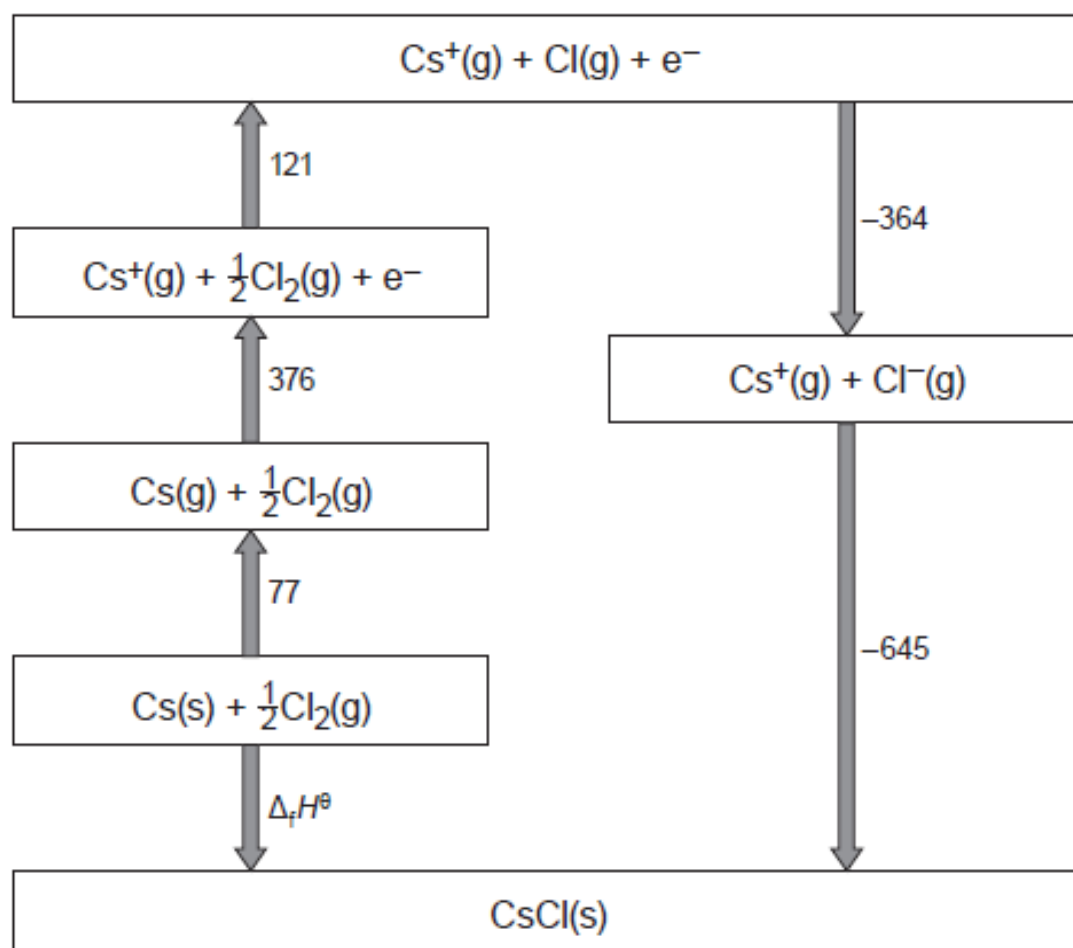 Cs⁺(g) + Cl(g) + e⁻
121
–364
Cs⁺(g) + ½Cl₂(g) + e⁻
376
Cs⁺(g) + Cl⁻(g)
Cs(g) + ½Cl₂(g)
77
–645
Cs(s) + ½Cl₂(g)
ΔfHᶱ
CsCl(s)